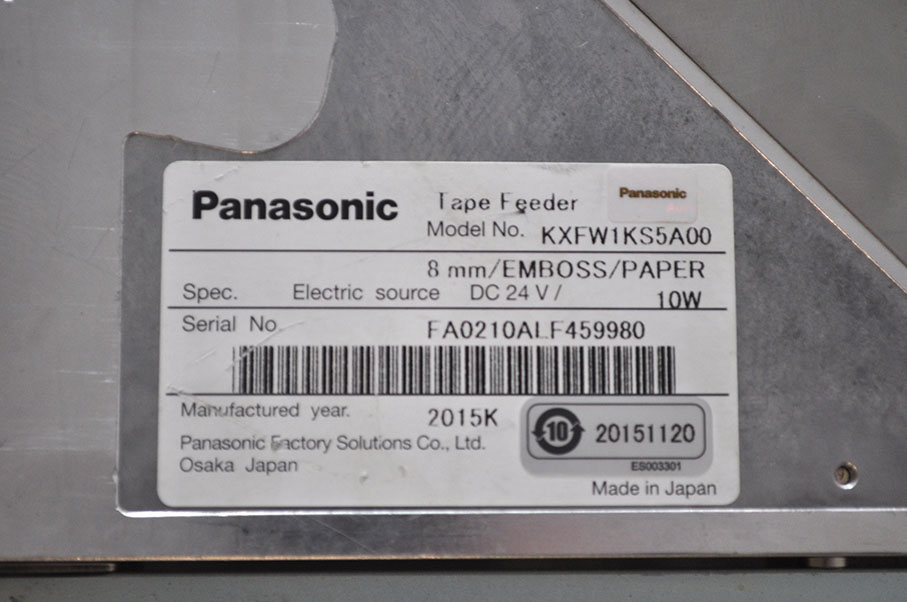 Panasonic Tape Feeder Panasonic
Model No. KXFW1KS5A00
8 mm/EMBOSS/PAPER
Spec. Electric source DC 24 V / 10W
Serial No. FA0210ALF459980
Manufactured year. 2015K
10 20151120
Panasonic Factory Solutions Co., Ltd.
Osaka Japan
ES003301
Made in Japan